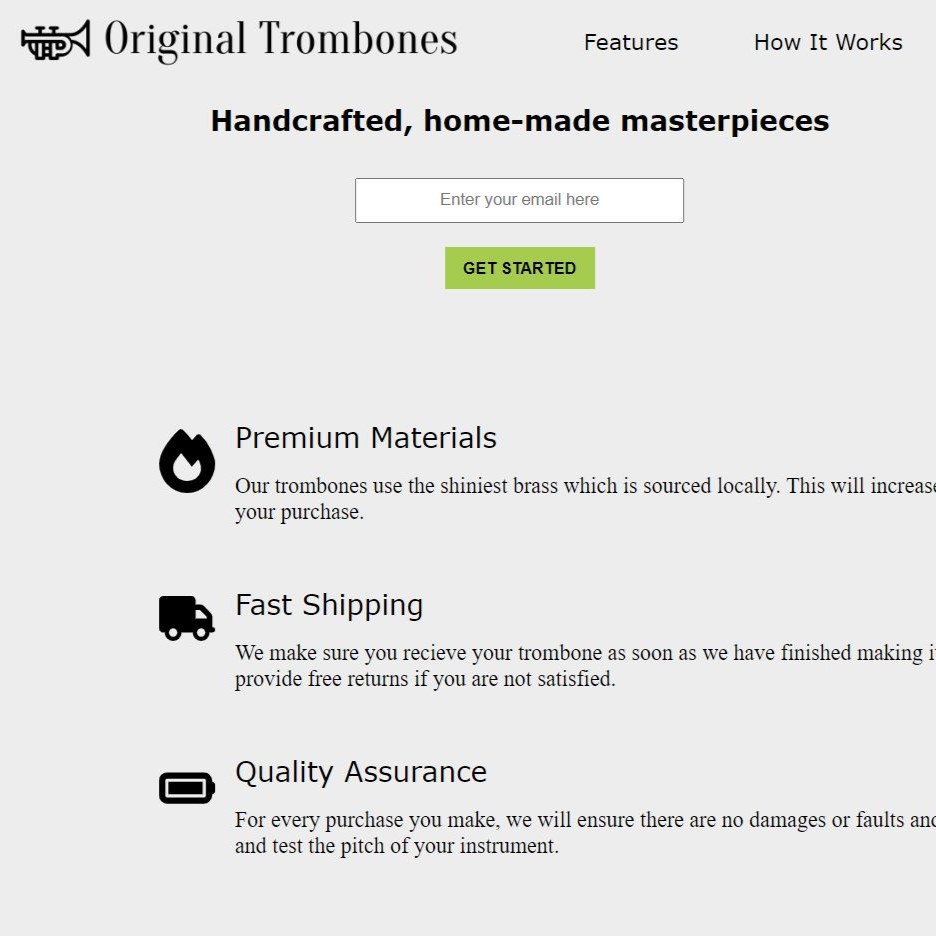 Original Trombones
Features
How It Works
Handcrafted, home-made masterpieces
Enter your email here
GET STARTED
Premium Materials
Our trombones use the shiniest brass which is sourced locally. This will increase
your purchase.
Fast Shipping
We make sure you recieve your trombone as soon as we have finished making
provide free returns if you are not satisfied.
Quality Assurance
For every purchase you make, we will ensure there are no damages or faults and
and test the pitch of your instrument.